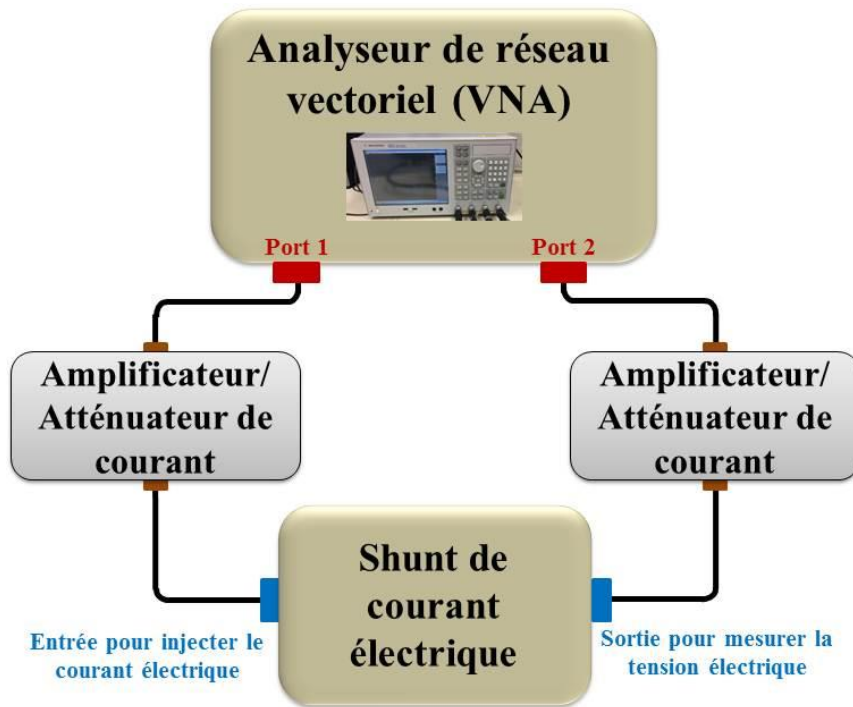 Analyseur de réseau
vectoriel (VNA)
Port 1
Port 2
Amplificateur/
Atténuateur de
courant
Amplificateur/
Atténuateur de
courant
Shunt de
courant
électrique
Entrée pour injecter le
courant électrique
Sortie pour mesurer la
tension électrique